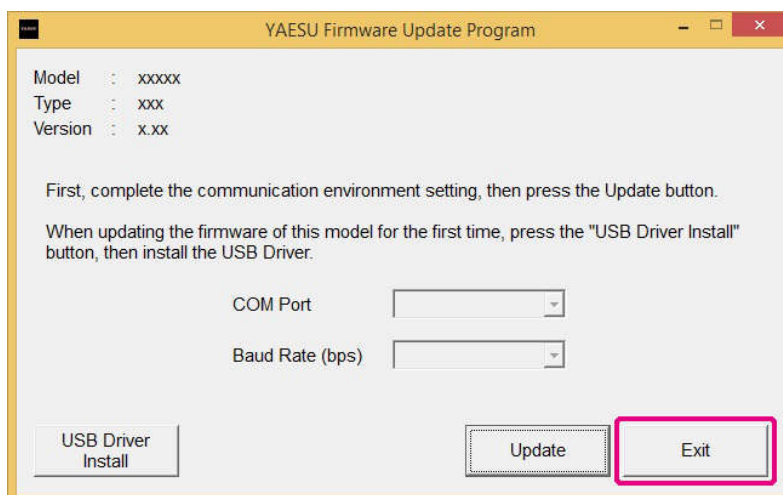 YAESU Firmware Update Program
Model : xxxxx
Type : xxx
Version : x.xx
First, complete the communication environment setting, then press the Update button.
When updating the firmware of this model for the first time, press the "USB Driver Install"
button, then install the USB Driver.
COM Port
Baud Rate (bps)
USB Driver
Install
Update
Exit